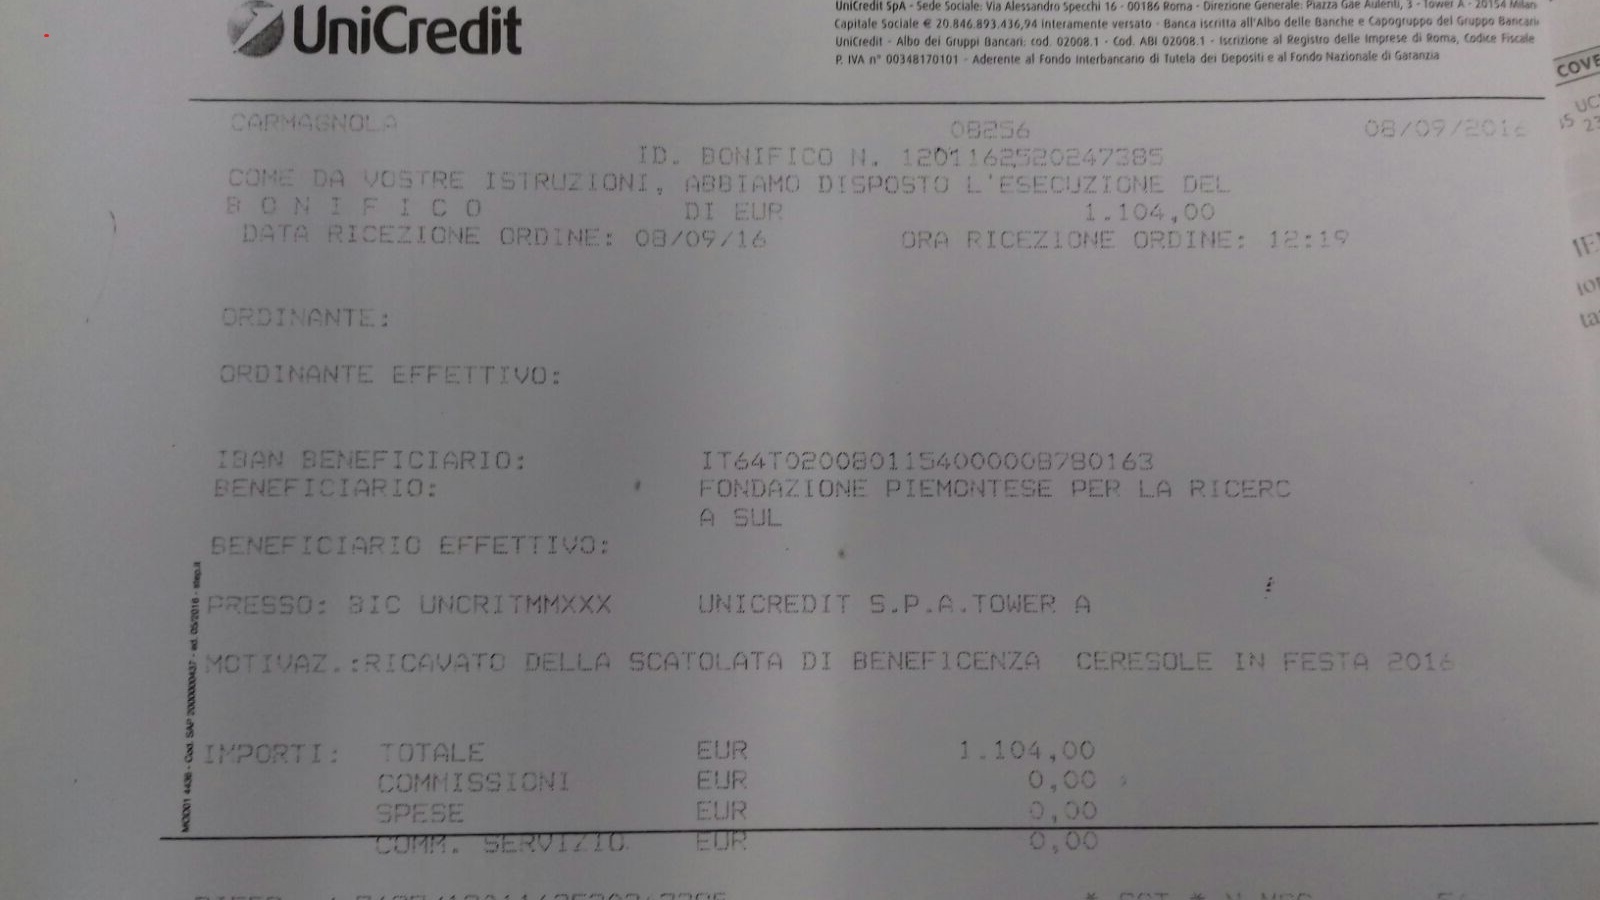 UniCredit
UniCredit SpA - Sede Sociale: Via Alessandro Specchi 16 - 00186 Roma - Direzione Generale: Piazza Gae Aulenti, 3 - Tower A - 20154 Milan
Capitale Sociale € 20.846.893.436,94 interamente versato - Banca iscritta all'Albo delle Banche e Capogruppo del Gruppo Bancari
UniCredit - Albo dei Gruppi Bancari: cod. 02008.1 - Cod. ABI 02008.1 - Iscrizione al Registro delle Imprese di Roma, Codice Fiscale
P. IVA n° 00348170101 - Aderente al Fondo Interbancario di Tutela dei Depositi e al Fondo Nazionale di Garanzia
COVE
UC
CARMAGNOLA 08256 08/09/2016
ID. BONIFICO N. 1201162520247385
COME DA VOSTRE ISTRUZIONI, ABBIAMO DISPOSTO L'ESECUZIONE DEL
B O N I F I C O DI EUR 1.104,00
DATA RICEZIONE ORDINE: 08/09/16 ORA RICEZIONE ORDINE: 12:19
ORDINANTE:
ORDINANTE EFFETTIVO:
IBAN BENEFICIARIO: IT64T0200801154000008780163
BENEFICIARIO: FONDAZIONE PIEMONTESE PER LA RICERC
A SUL
BENEFICIARIO EFFETTIVO:
PRESSO: BIC UNCRITMMXXX UNICREDIT S.P.A.TOWER A
MOTIVAZ.:RICAVATO DELLA SCATOLATA DI BENEFICENZA CERESOLE IN FESTA 2016
IMPORTI: TOTALE EUR 1.104,00
COMMISSIONI EUR 0,00
SPESE EUR 0,00
COMM. SERVIZIO EUR 0,00